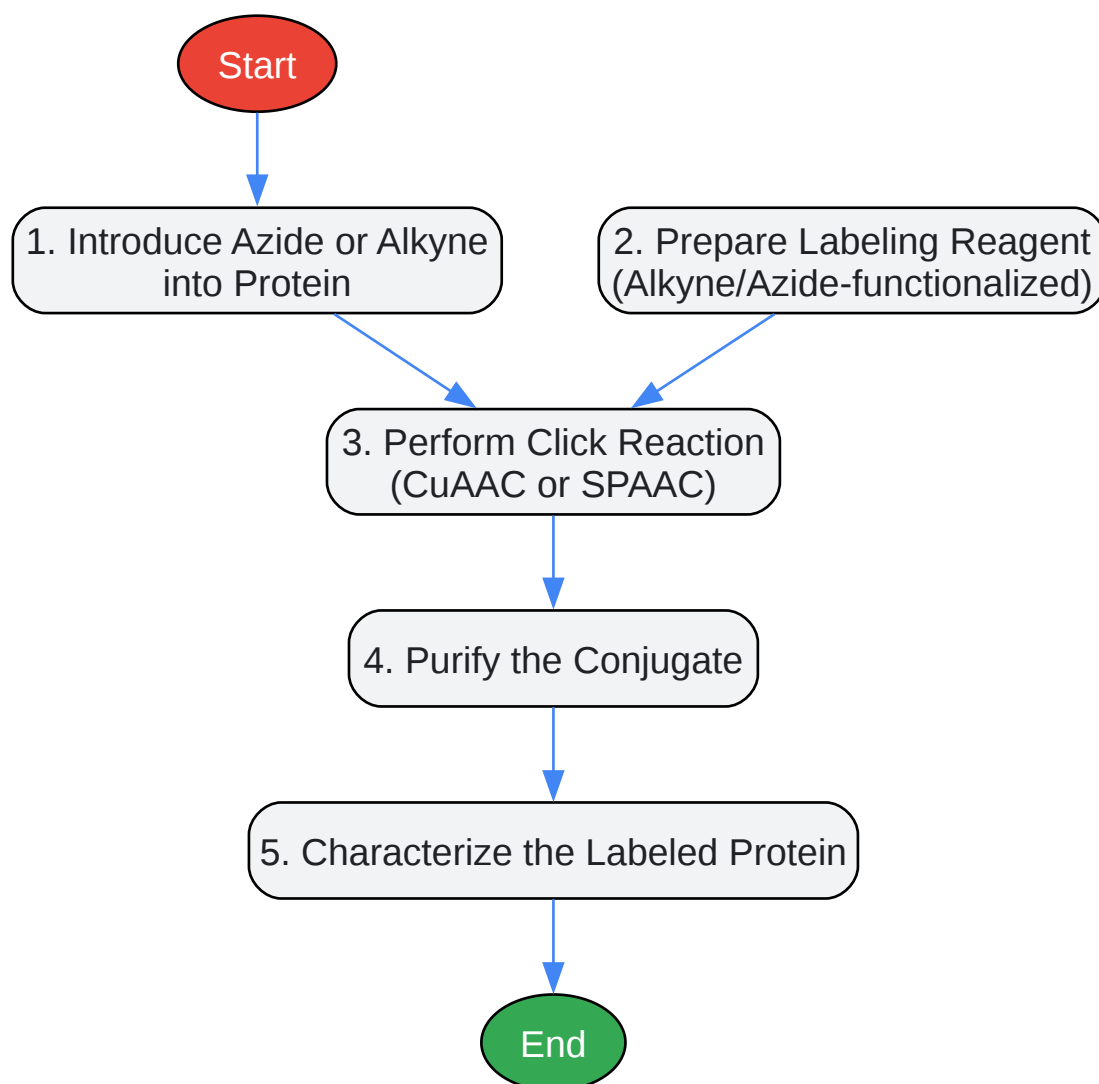 Start
1. Introduce Azide or Alkyne
into Protein
2. Prepare Labeling Reagent
(Alkyne/Azide-functionalized)
3. Perform Click Reaction
(CuAAC or SPAAC)
4. Purify the Conjugate
5. Characterize the Labeled Protein
End